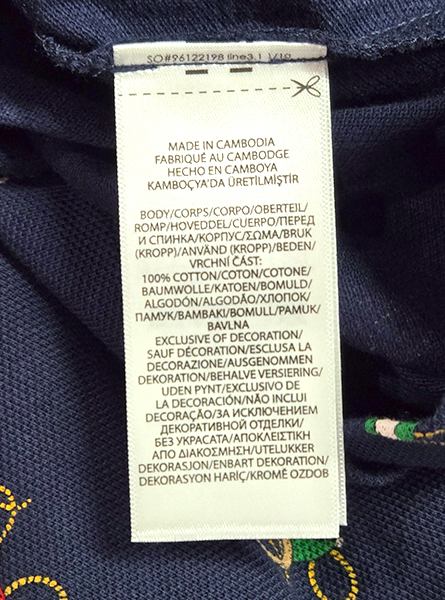 SO#96122198 line3.1 1/10
MADE IN CAMBODIA
FABRIQUÉ AU CAMBODGE
HECHO EN CAMBOYA
KAMBOÇYA'DA ÜRETİLMİŞTİR
BODY/CORPS/CORPO/OBERTEIL/
ROMP/HOVEDDEL/CUERPO/ПЕРЕД
И СПИНКА/КОРПУС/ΣΩΜΑ/BRUK
(KROPP)/ANVÄND (KROPP)/BEDEN/
VRCHNÍ ČÁST:
100% COTTON/COTON/COTONE/
BAUMWOLLE/KATOEN/BOMULD/
ALGODÓN/ALGODÃO/ХЛОПОК/
ПАМУК/ΒΑΜΒΑΚΙ/BOMULL/PAMUK/
BAVLNA
EXCLUSIVE OF DECORATION/
SAUF DÉCORATION/ESCLUSA LA
DECORAZIONE/AUSGENOMMEN
DEKORATION/BEHALVE VERSIERING/
UDEN PYNT/EXCLUSIVO DE
LA DECORACIÓN/NÃO INCLUI
DECORAÇÃO/ЗА ИСКЛЮЧЕНИЕМ
ДЕКОРАТИВНОЙ ОТДЕЛКИ/
БЕЗ УКРАСАТА/ΑΠΟΚΛΕΙΣΤΙΚΗ
ΑΠΟ ΔΙΑΚΟΣΜΗΣΗ/UTELUKKER
DEKORASJON/ENBART DEKORATION/
DEKORASYON HARİÇ/KROMĚ OZDOB